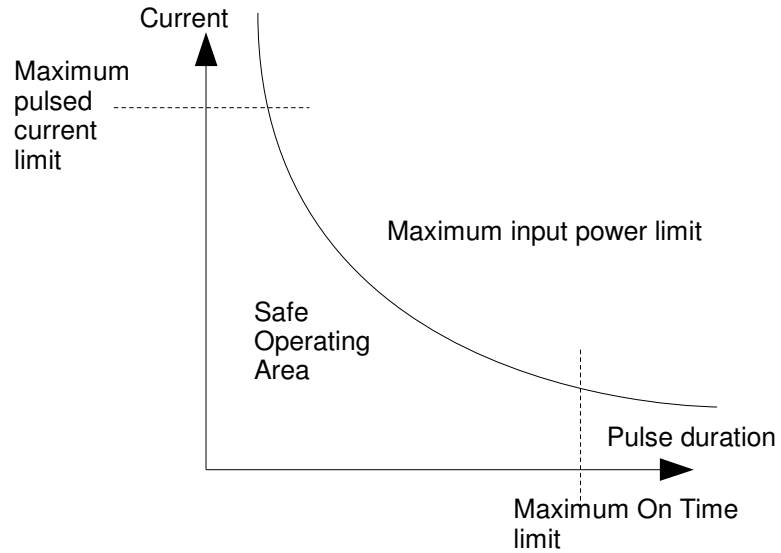 Current
Maximum
pulsed
current
limit
Maximum input power limit
Safe
Operating
Area
Pulse duration
Maximum On Time
limit